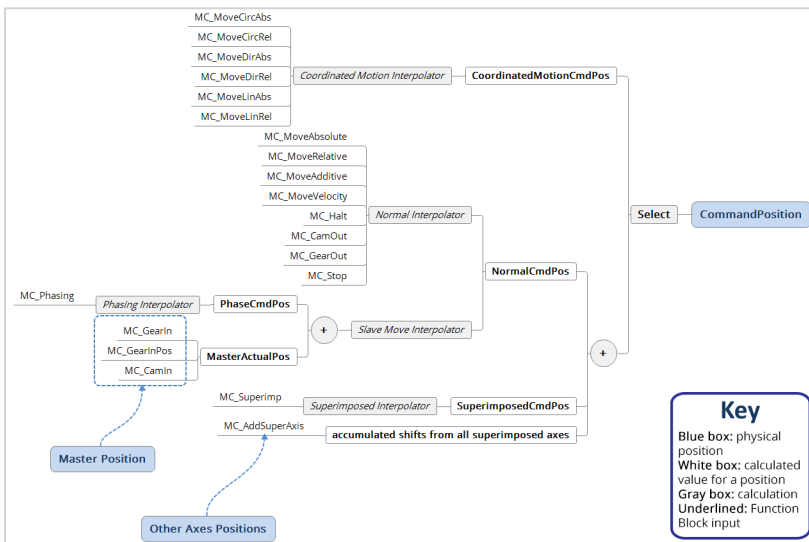 MC_MoveCircAbs
MC_MoveCircRel
MC_MoveDirAbs
MC_MoveDirRel
MC_MoveLinAbs
MC_MoveLinRel
Coordinated Motion Interpolator
CoordinatedMotionCmdPos
MC_MoveAbsolute
MC_MoveRelative
MC_MoveAdditive
MC_MoveVelocity
MC_Halt
MC_CamOut
MC_GearOut
MC_Stop
Normal Interpolator
NormalCmdPos
Select
CommandPosition
MC_Phasing
Phasing Interpolator
PhaseCmdPos
MC_GearIn
MC_GearInPos
MC_CamIn
MasterActualPos
+
Slave Move Interpolator
+
MC_Superimp
Superimposed Interpolator
SuperimposedCmdPos
MC_AddSuperAxis
accumulated shifts from all superimposed axes
Master Position
Other Axes Positions
Key
Blue box: physical
position
White box: calculated
value for a position
Gray box: calculation
Underlined: Function
Block input